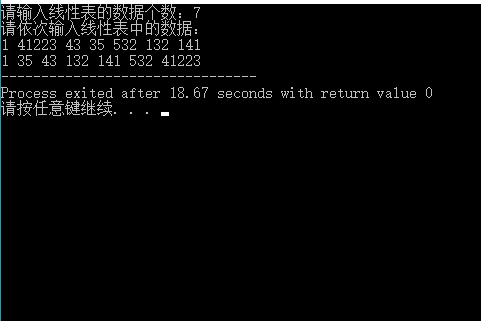 请输入线性表的数据个数：7
请依次输入线性表中的数据：
1 41223 43 35 532 132 141
1 35 43 132 141 532 41223
--------------------------------
Process exited after 18.67 seconds with return value 0
请按任意键继续. . .